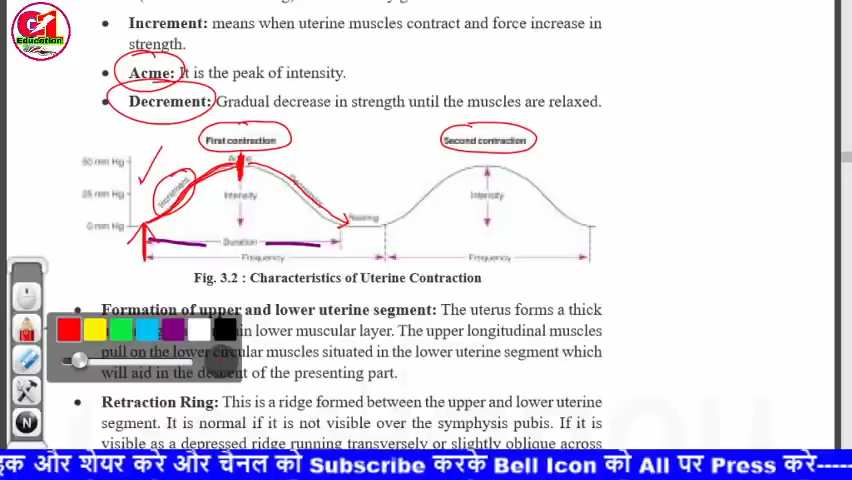 Education
• Increment: means when uterine muscles contract and force increase in
strength.
• Acme: It is the peak of intensity.
• Decrement: Gradual decrease in strength until the muscles are relaxed.
First contraction
Second contraction
Acme
50 mm Hg
Increment
Decrement
25 mm Hg
Intensity
Intensity
Resting
0 mm Hg
Duration
Frequency
Frequency
Fig. 3.2 : Characteristics of Uterine Contraction
• Formation of upper and lower uterine segment: The uterus forms a thick
in lower muscular layer. The upper longitudinal muscles
pull on the lower circular muscles situated in the lower uterine segment which
will aid in the descent of the presenting part.
• Retraction Ring: This is a ridge formed between the upper and lower uterine
segment. It is normal if it is not visible over the symphysis pubis. If it is
visible as a depressed ridge running transversely or slightly oblique across
N
और शेयर करे और चैनल को Subscribe करके Bell Icon को All पर Press करे-----